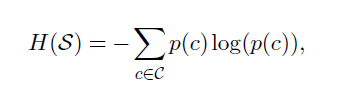 H(𝒮) = −∑_{c∈𝒞} p(c) log(p(c)),